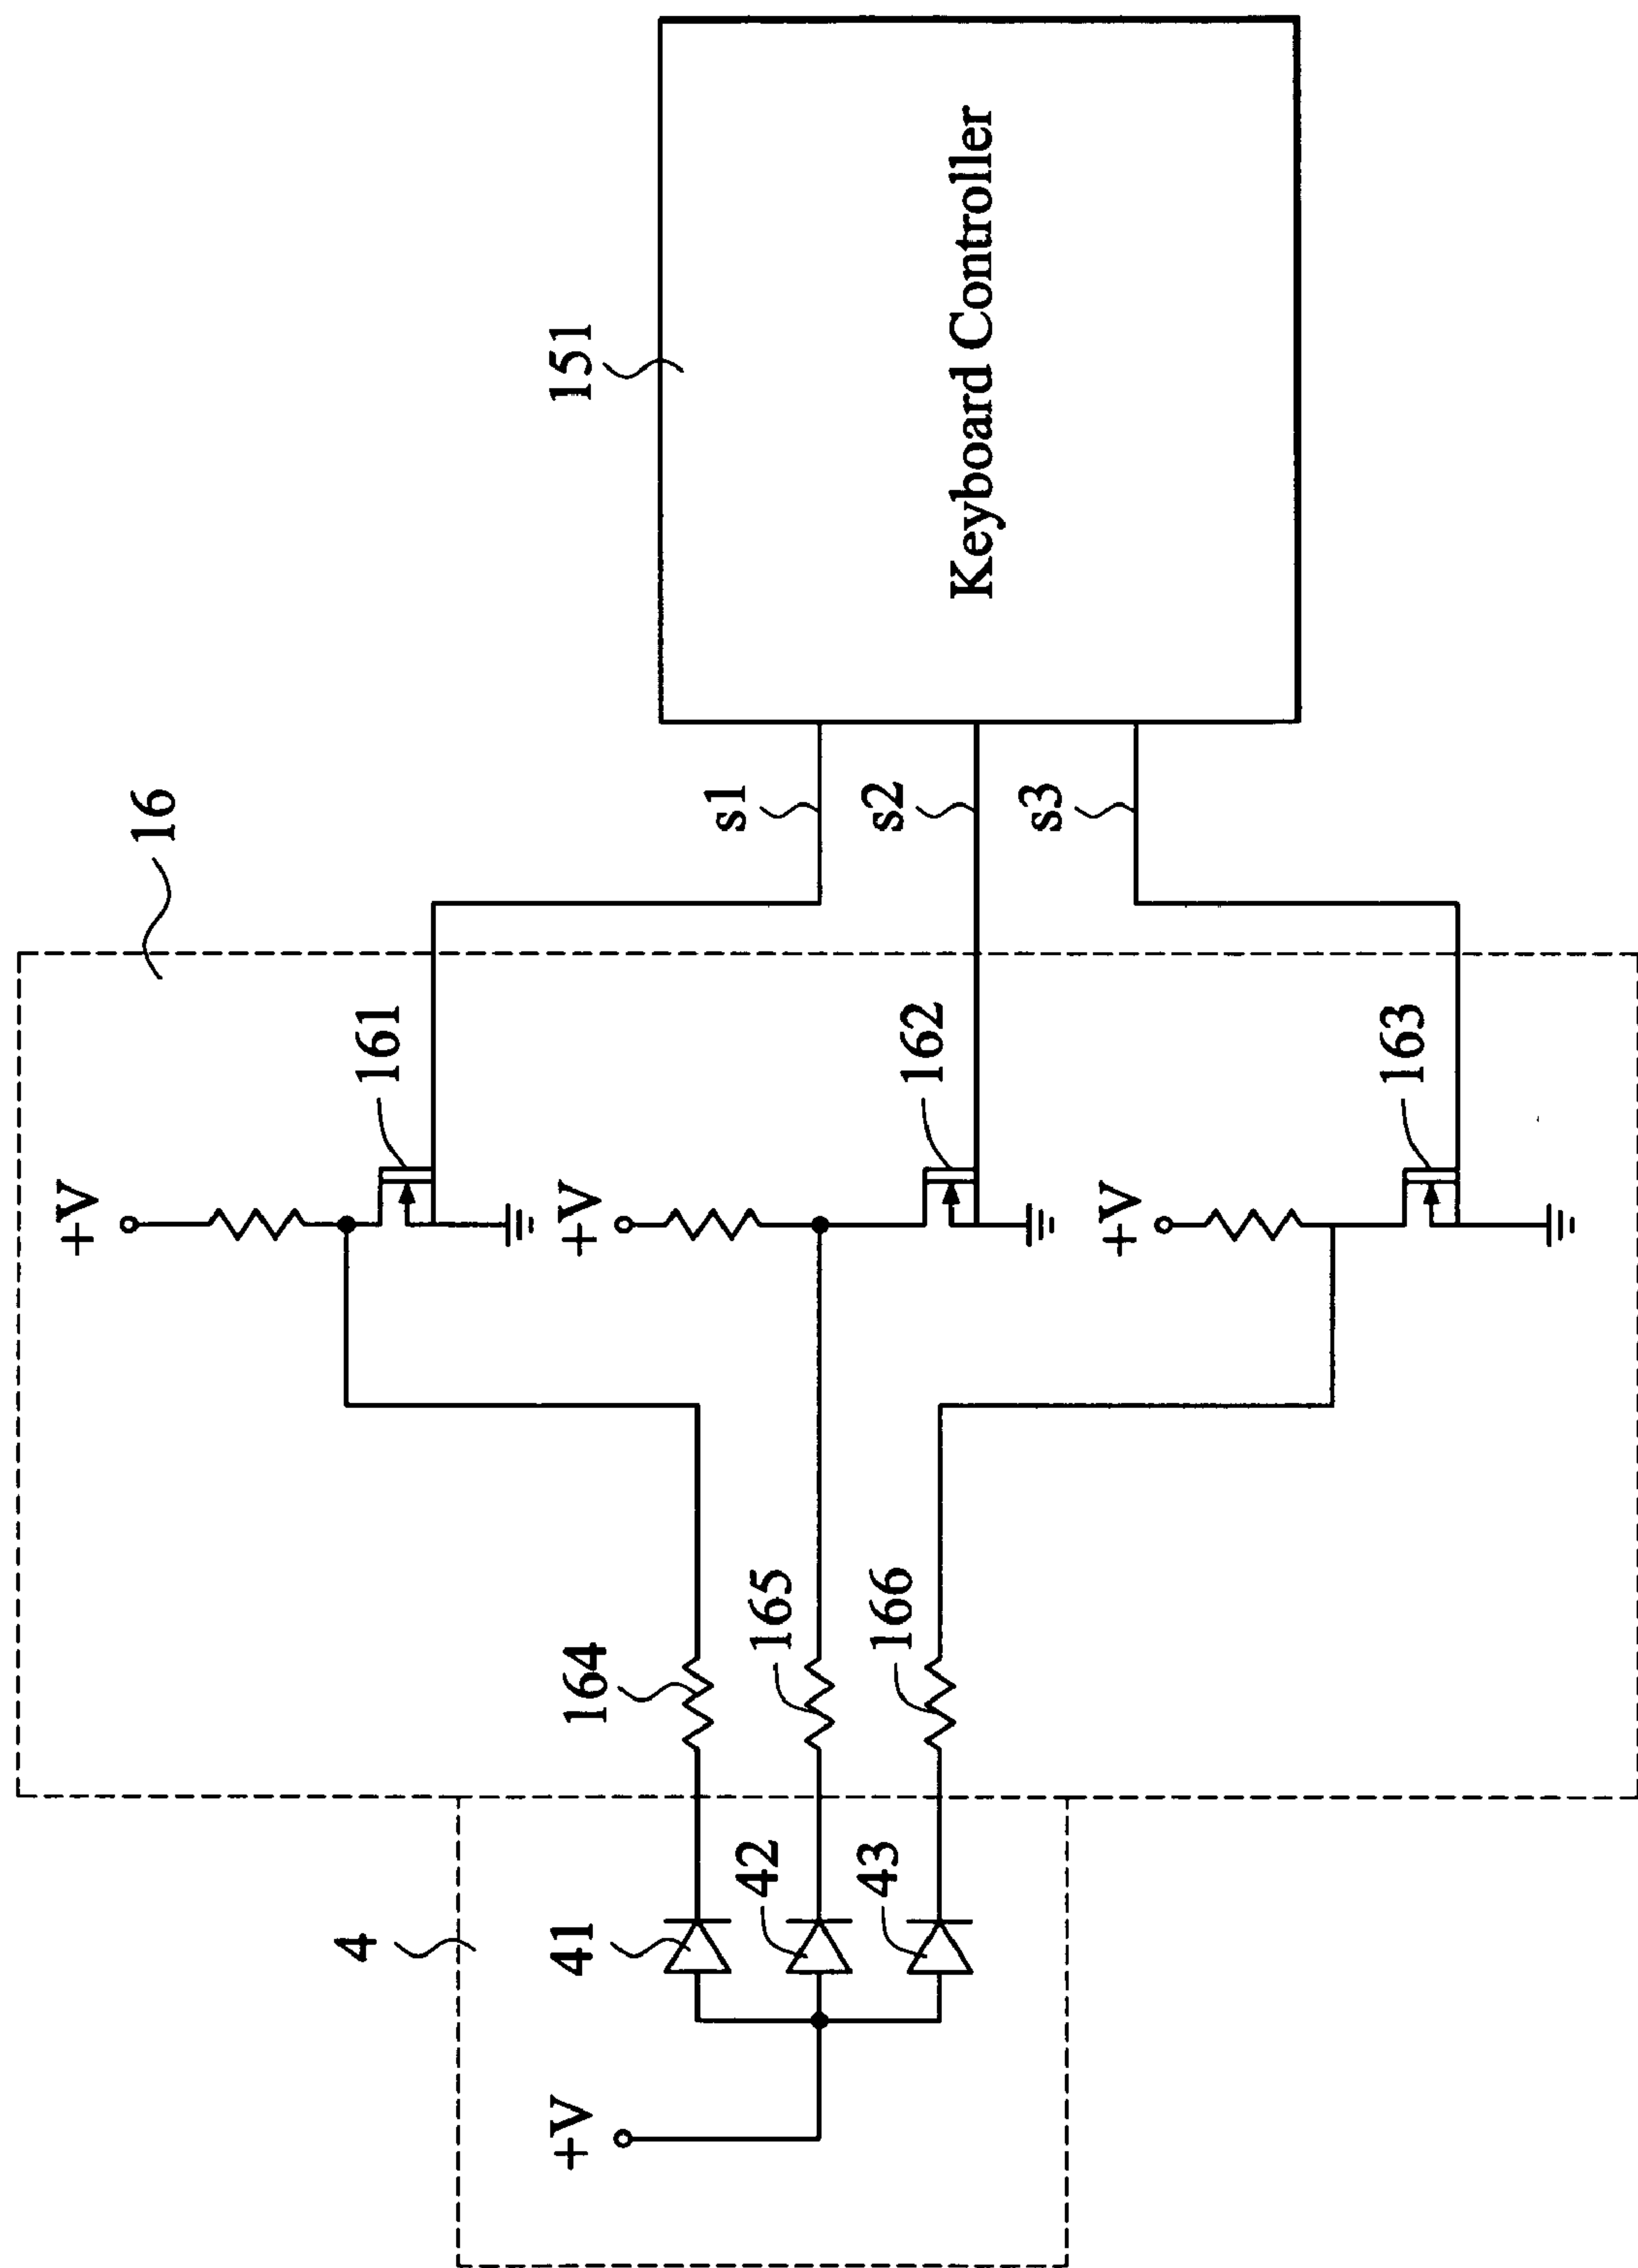 +V
4
41
42
43
164
165
166
+V
161
+V
162
+V
163
16
s1
s2
s3
151
Keyboard Controller